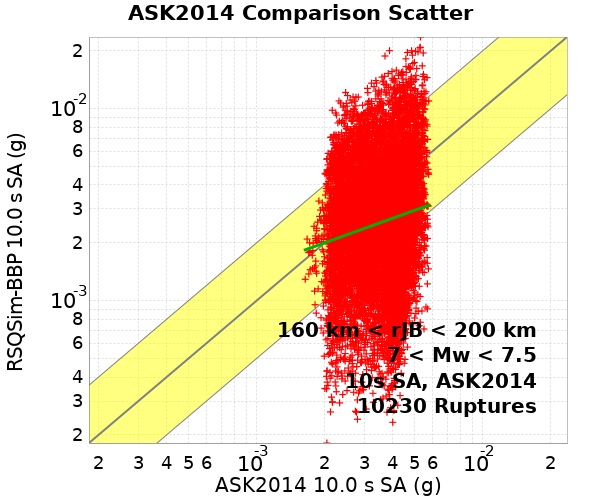 ASK2014 Comparison Scatter
RSQSim-BBP 10.0 s SA (g)
2
10-2
8
6
4
3
2
10-3
8
6
4
3
2
160 km < rJB < 200 km
7 < Mw < 7.5
10s SA, ASK2014
10230 Ruptures
2 3 4 5 6 10-3 2 3 4 5 6 10-2 2
ASK2014 10.0 s SA (g)